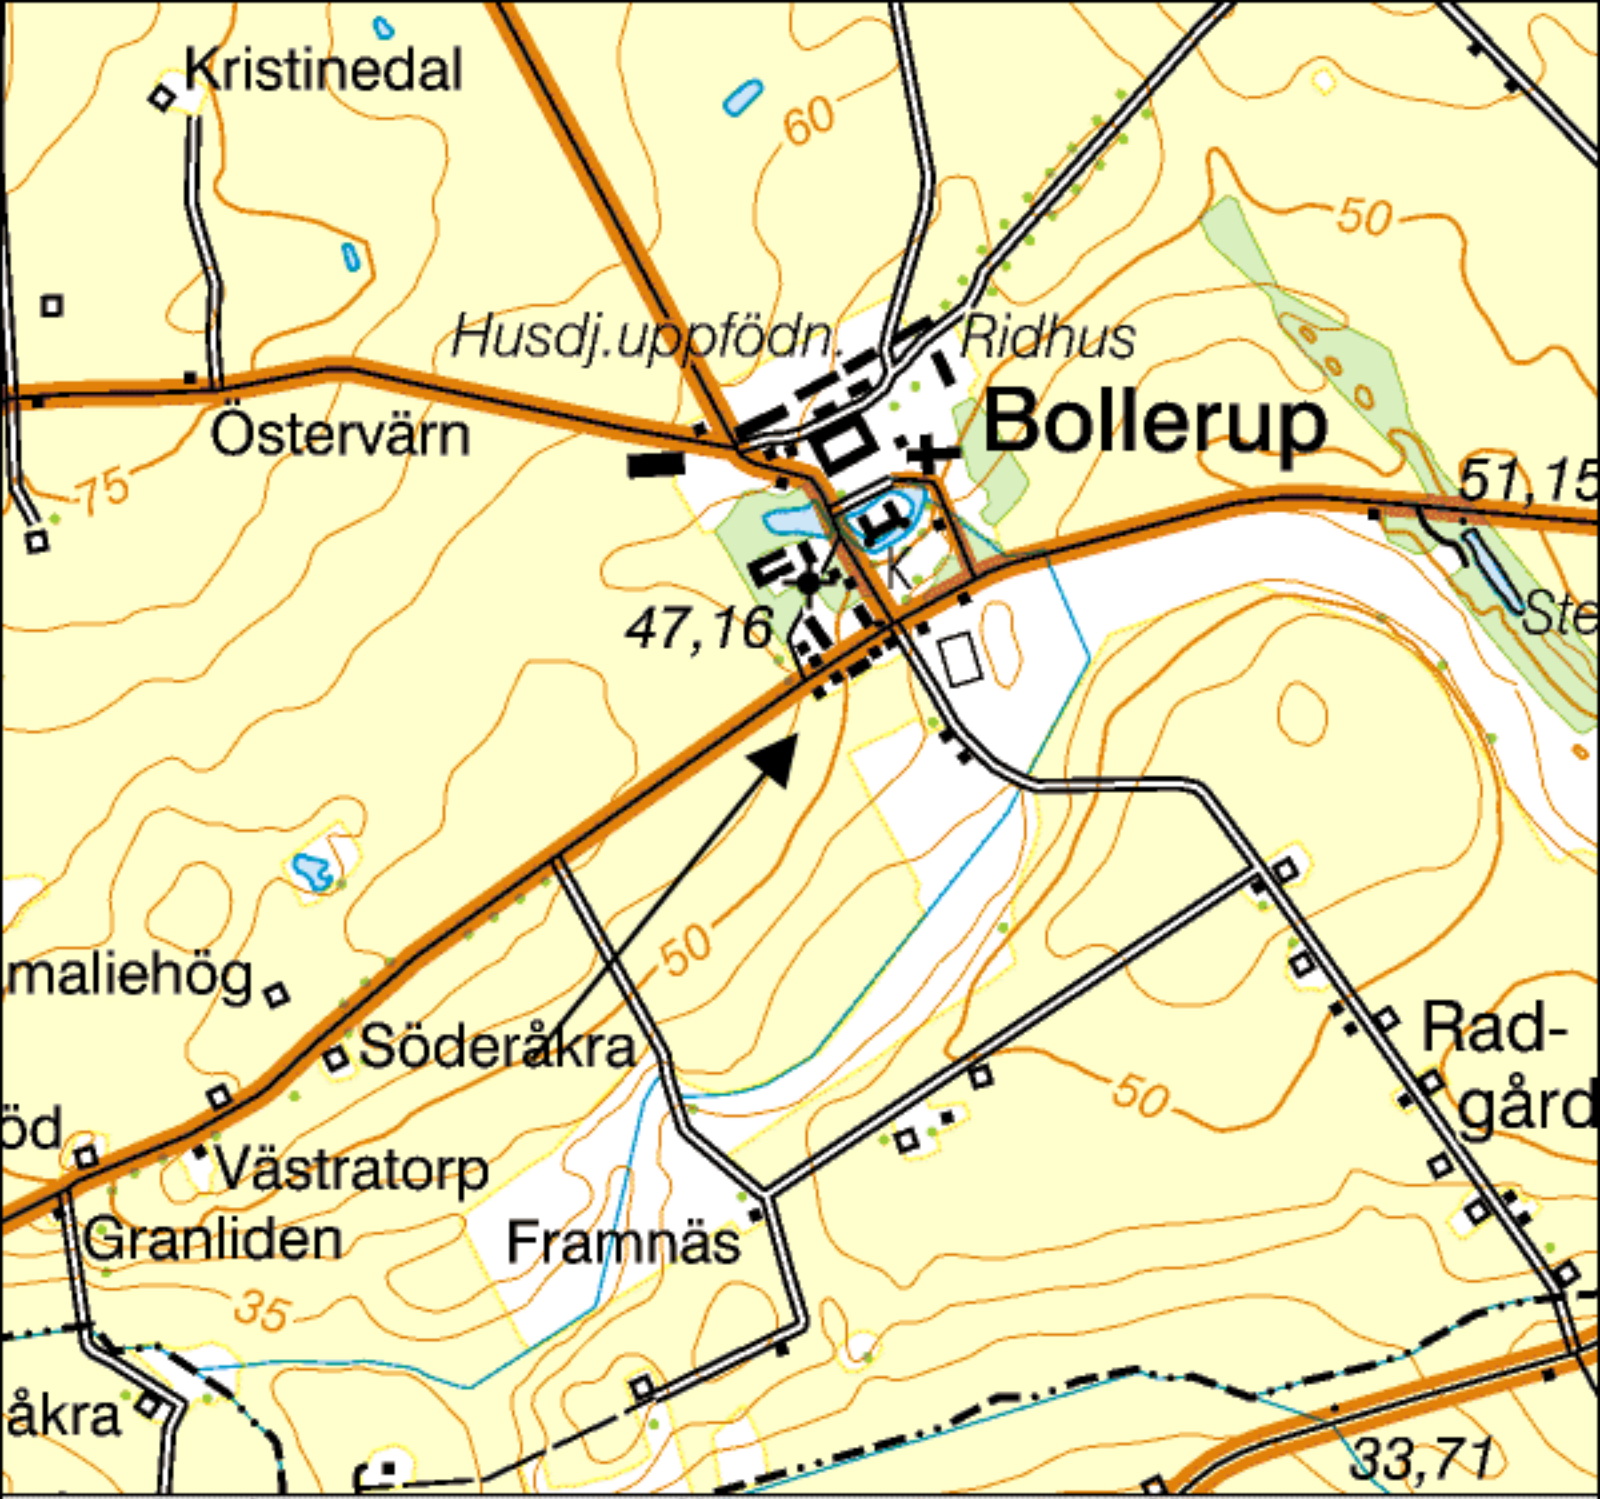 Kristinedal
60
50
Husdj.uppfödn.
Ridhus
Bollerup
Östervärn
75
51,15
K
47,16
Ste
50
maliehög
Söderåkra
Rad-
gård
50
öd
Västratorp
Granliden
Framnäs
35
åkra
33,71